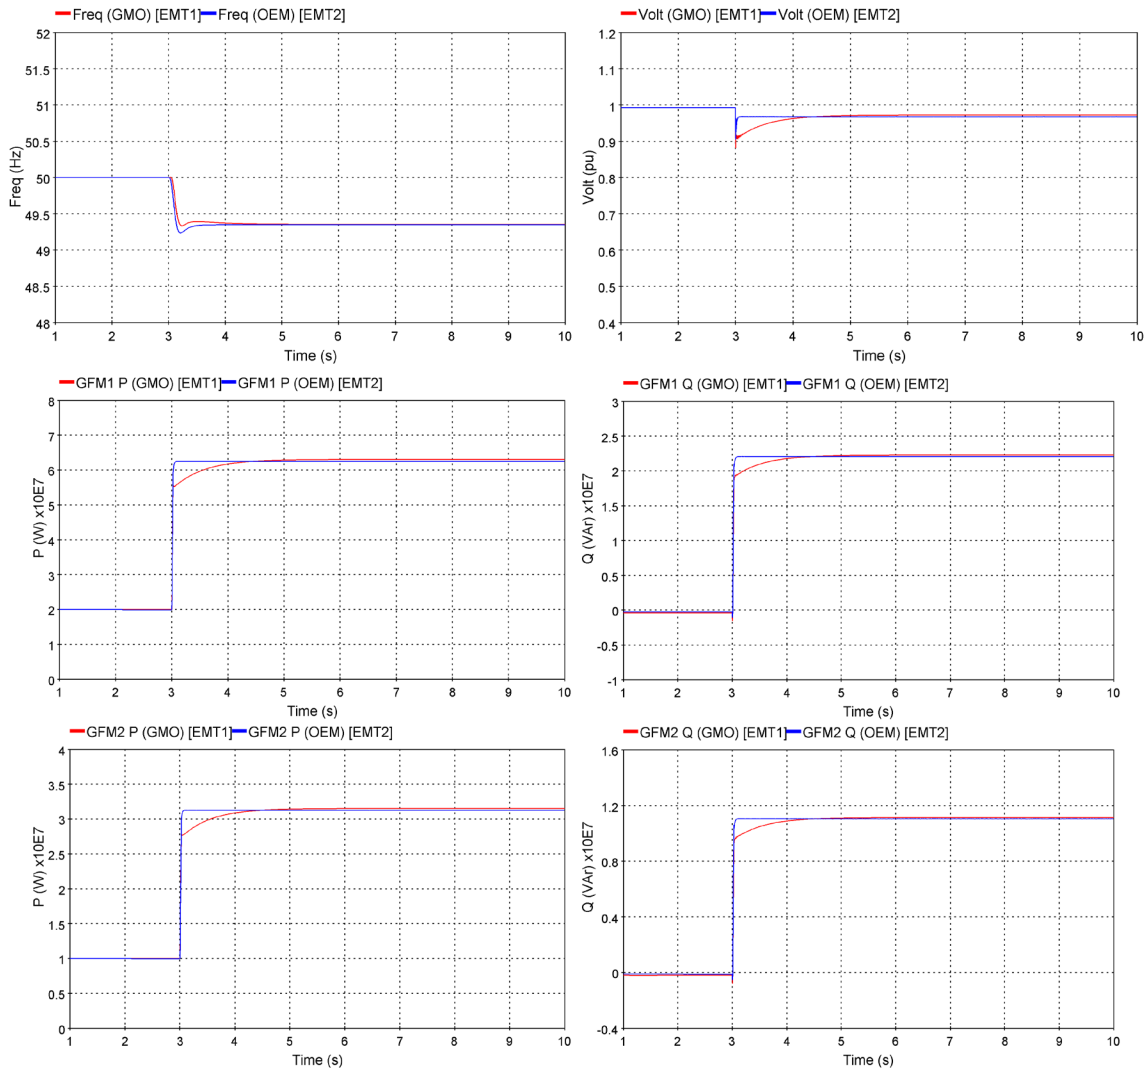 Freq (GMO) [EMT1] Freq (OEM) [EMT2]
52
51.5
51
50.5
50
49.5
49
48.5
48
Freq (Hz)
1 2 3 4 5 6 7 8 9 10
Time (s)
Volt (GMO) [EMT1] Volt (OEM) [EMT2]
1.2
1.1
1
0.9
0.8
0.7
0.6
0.5
0.4
Volt (pu)
1 2 3 4 5 6 7 8 9 10
Time (s)
GFM1 P (GMO) [EMT1] GFM1 P (OEM) [EMT2]
8
7
6
5
4
3
2
1
0
P (W) x10E7
1 2 3 4 5 6 7 8 9 10
Time (s)
GFM1 Q (GMO) [EMT1] GFM1 Q (OEM) [EMT2]
3
2.5
2
1.5
1
0.5
0
-0.5
-1
Q (VAr) x10E7
1 2 3 4 5 6 7 8 9 10
Time (s)
GFM2 P (GMO) [EMT1] GFM2 P (OEM) [EMT2]
4
3.5
3
2.5
2
1.5
1
0.5
0
P (W) x10E7
1 2 3 4 5 6 7 8 9 10
Time (s)
GFM2 Q (GMO) [EMT1] GFM2 Q (OEM) [EMT2]
1.6
1.2
0.8
0.4
0
-0.4
Q (VAr) x10E7
1 2 3 4 5 6 7 8 9 10
Time (s)